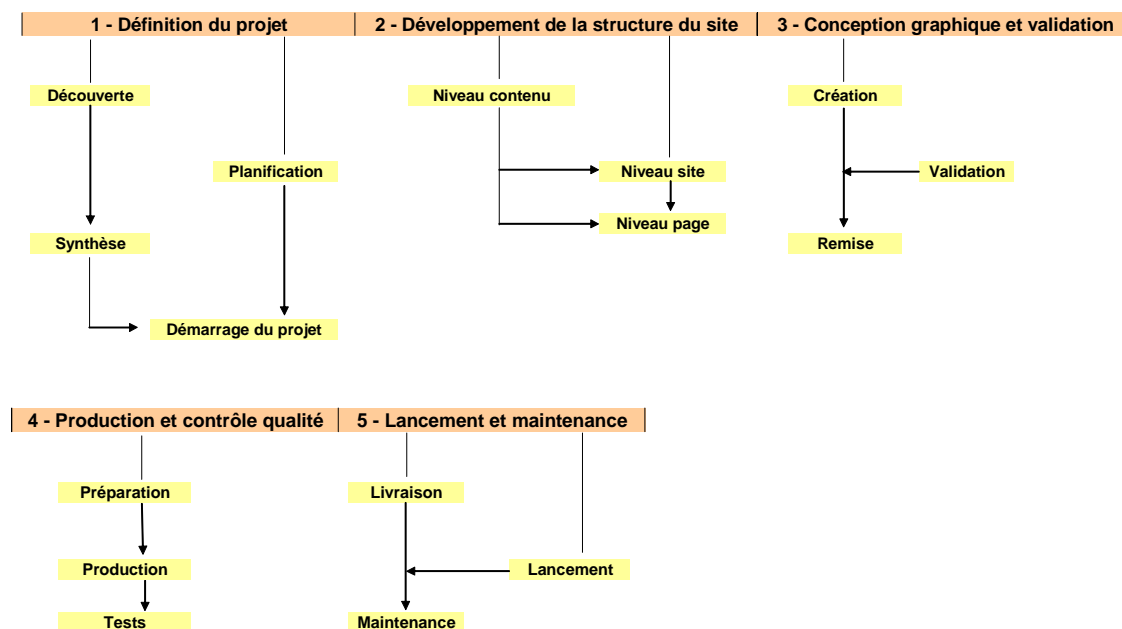 1 - Définition du projet
2 - Développement de la structure du site
3 - Conception graphique et validation
Découverte
Niveau contenu
Création
Planification
Niveau site
Validation
Niveau page
Synthèse
Remise
Démarrage du projet
4 - Production et contrôle qualité
5 - Lancement et maintenance
Préparation
Livraison
Production
Lancement
Tests
Maintenance